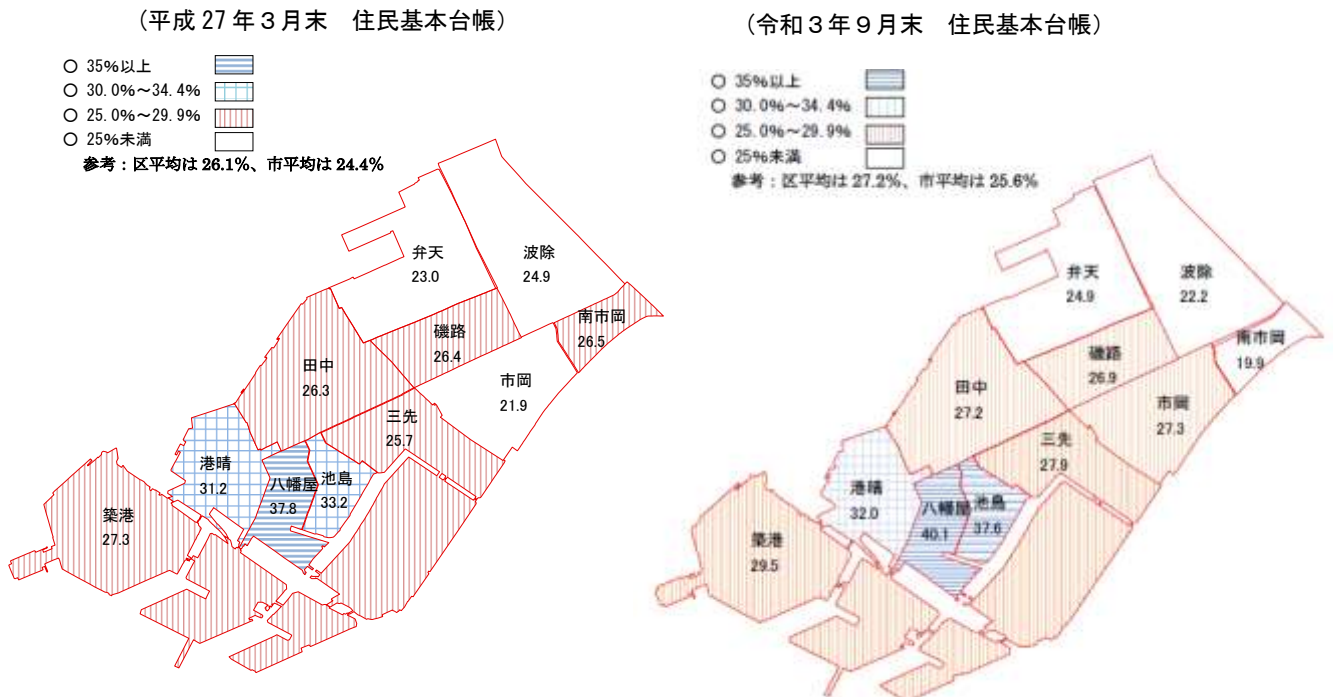 (平成 27 年３月末　住民基本台帳)
○ 35%以上
○ 30.0%～34.4%
○ 25.0%～29.9%
○ 25%未満
参考：区平均は 26.1%、市平均は 24.4%
弁天
23.0
波除
24.9
磯路
26.4
南市岡
26.5
田中
26.3
市岡
21.9
三先
25.7
港晴
31.2
八幡屋
37.8
池島
33.2
築港
27.3
(令和３年９月末　住民基本台帳)
○ 35%以上
○ 30.0%～34.4%
○ 25.0%～29.9%
○ 25%未満
参考：区平均は 27.2%、市平均は 25.6%
弁天
24.9
波除
22.2
南市岡
19.9
磯路
26.9
田中
27.2
市岡
27.3
三先
27.9
港晴
32.0
八幡屋
40.1
池島
37.6
築港
29.5